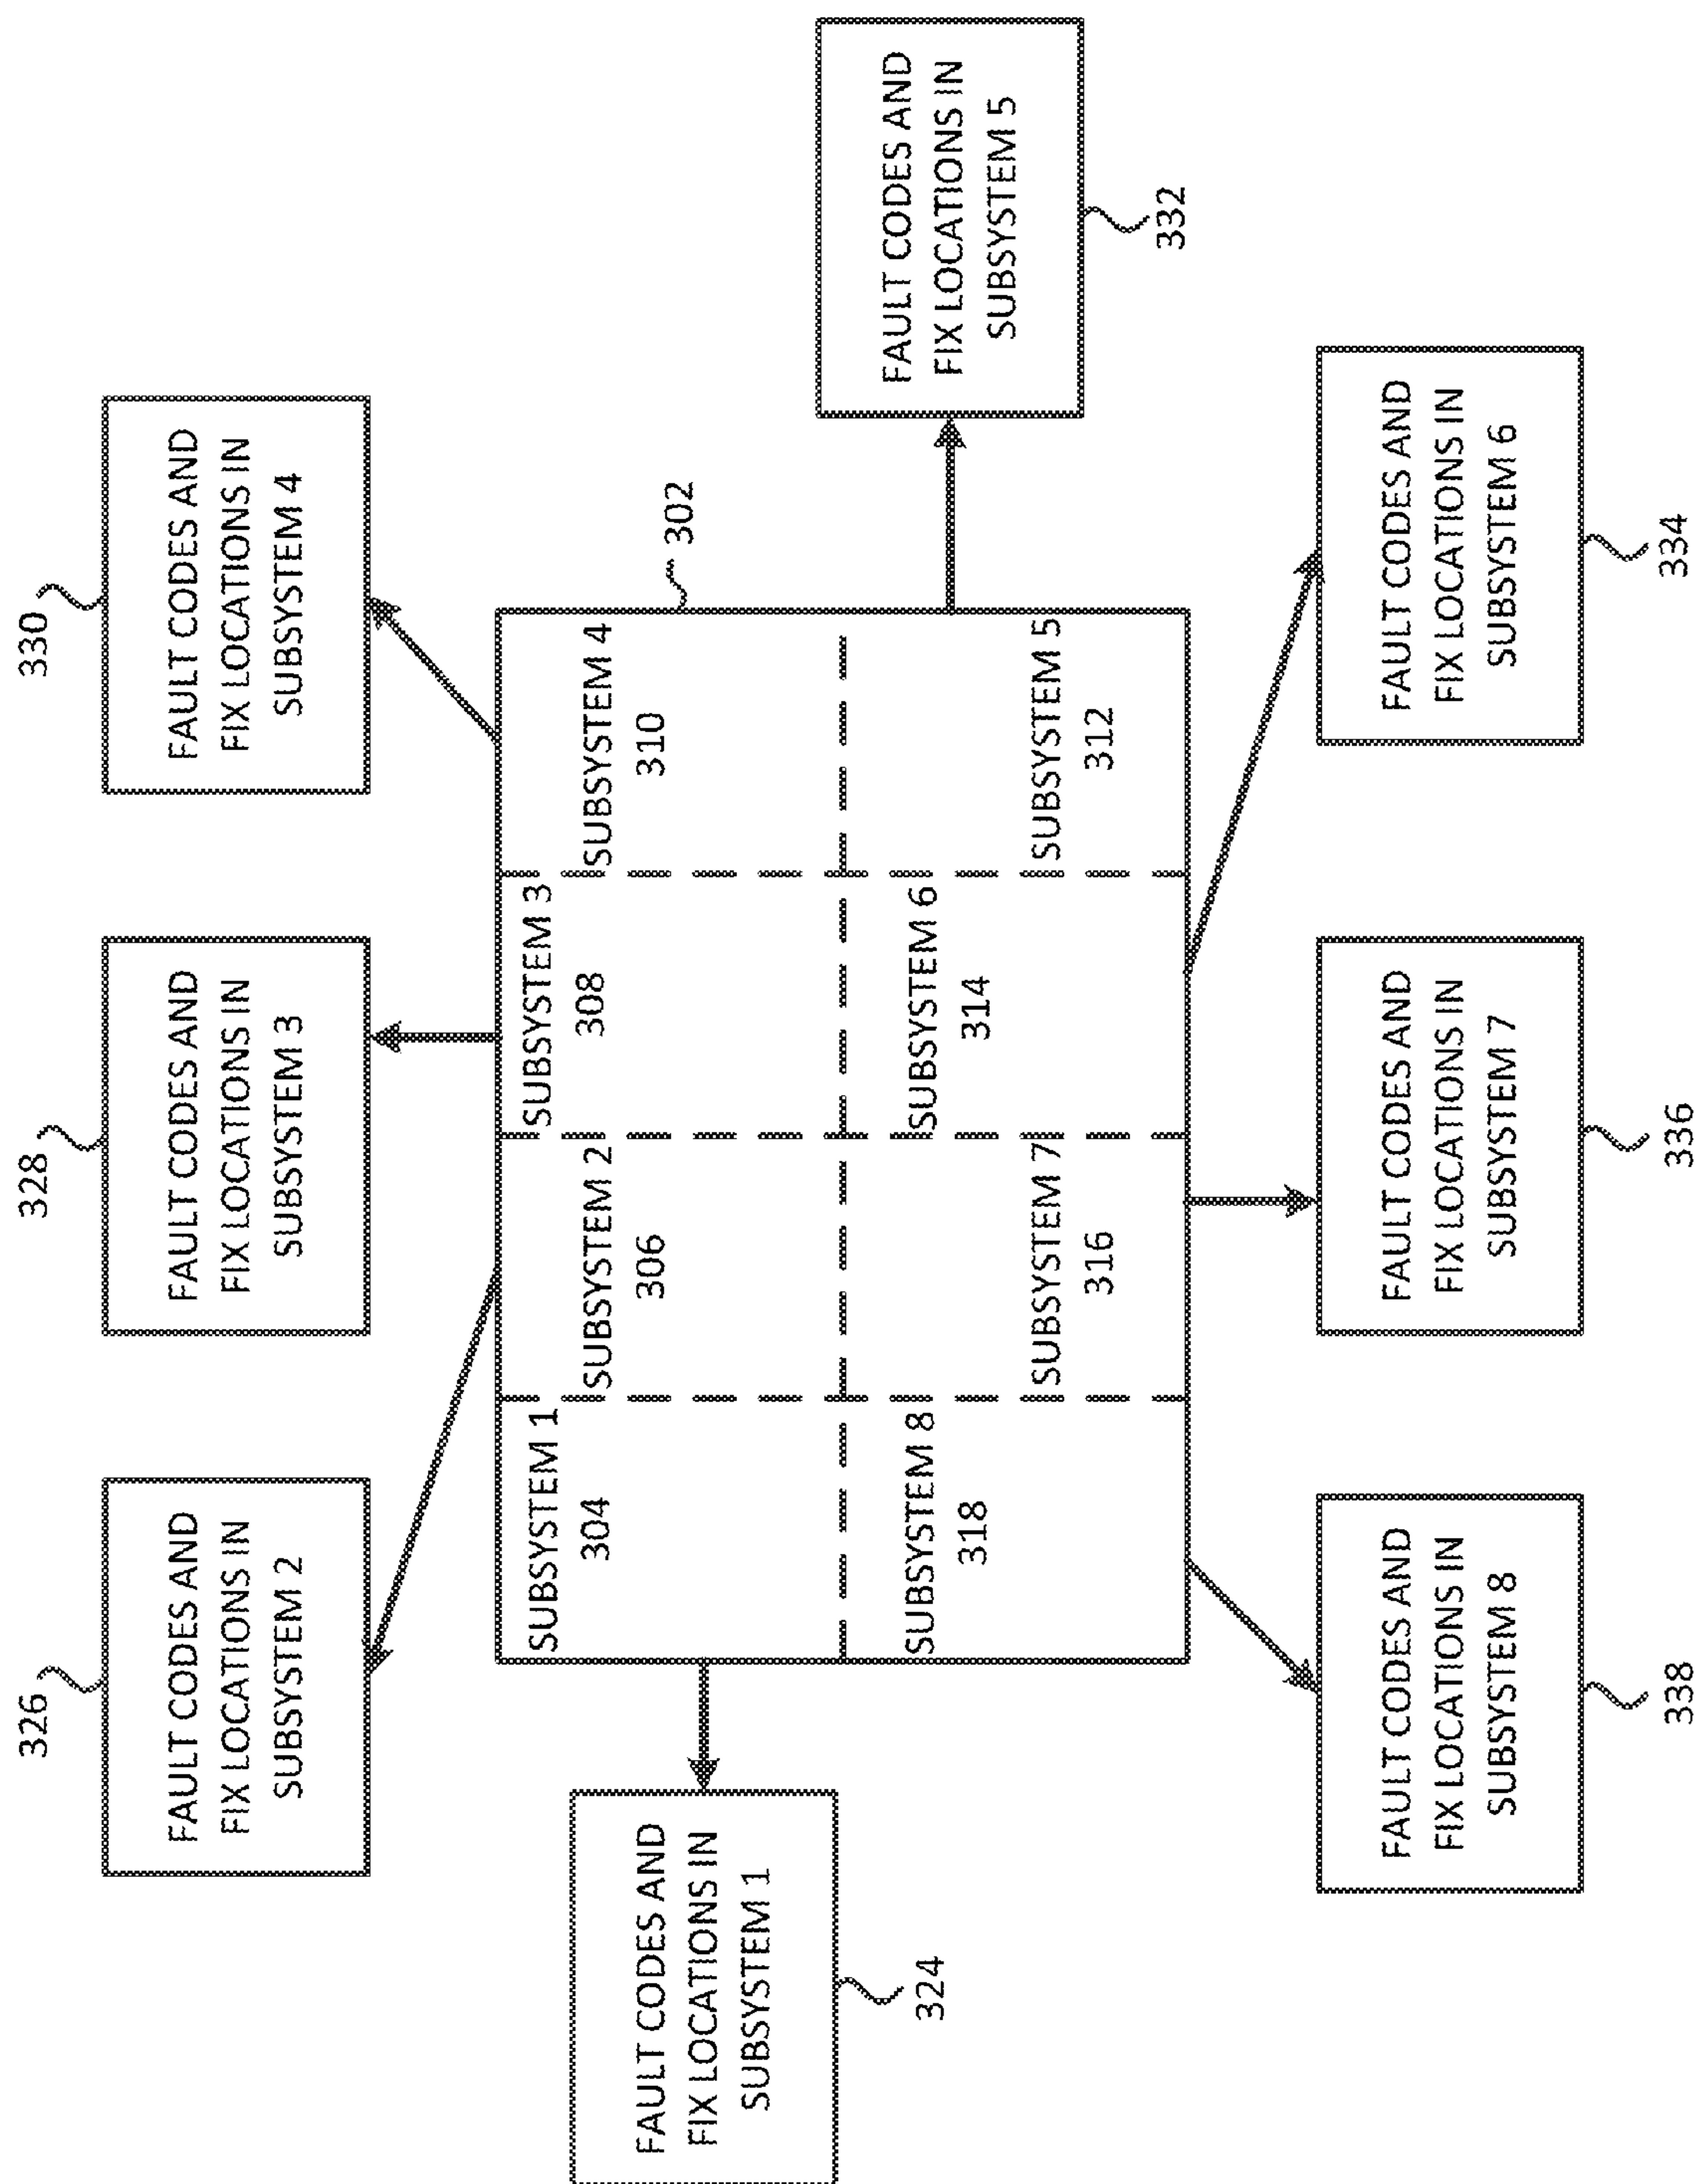 326
FAULT CODES AND
FIX LOCATIONS IN
SUBSYSTEM 2
328
FAULT CODES AND
FIX LOCATIONS IN
SUBSYSTEM 3
330
FAULT CODES AND
FIX LOCATIONS IN
SUBSYSTEM 4
302
FAULT CODES AND
FIX LOCATIONS IN
SUBSYSTEM 1
324
SUBSYSTEM 1
304
SUBSYSTEM 2
306
SUBSYSTEM 3
308
SUBSYSTEM 4
310
SUBSYSTEM 8
318
SUBSYSTEM 7
316
SUBSYSTEM 6
314
SUBSYSTEM 5
312
FAULT CODES AND
FIX LOCATIONS IN
SUBSYSTEM 5
332
FAULT CODES AND
FIX LOCATIONS IN
SUBSYSTEM 8
338
FAULT CODES AND
FIX LOCATIONS IN
SUBSYSTEM 7
336
FAULT CODES AND
FIX LOCATIONS IN
SUBSYSTEM 6
334